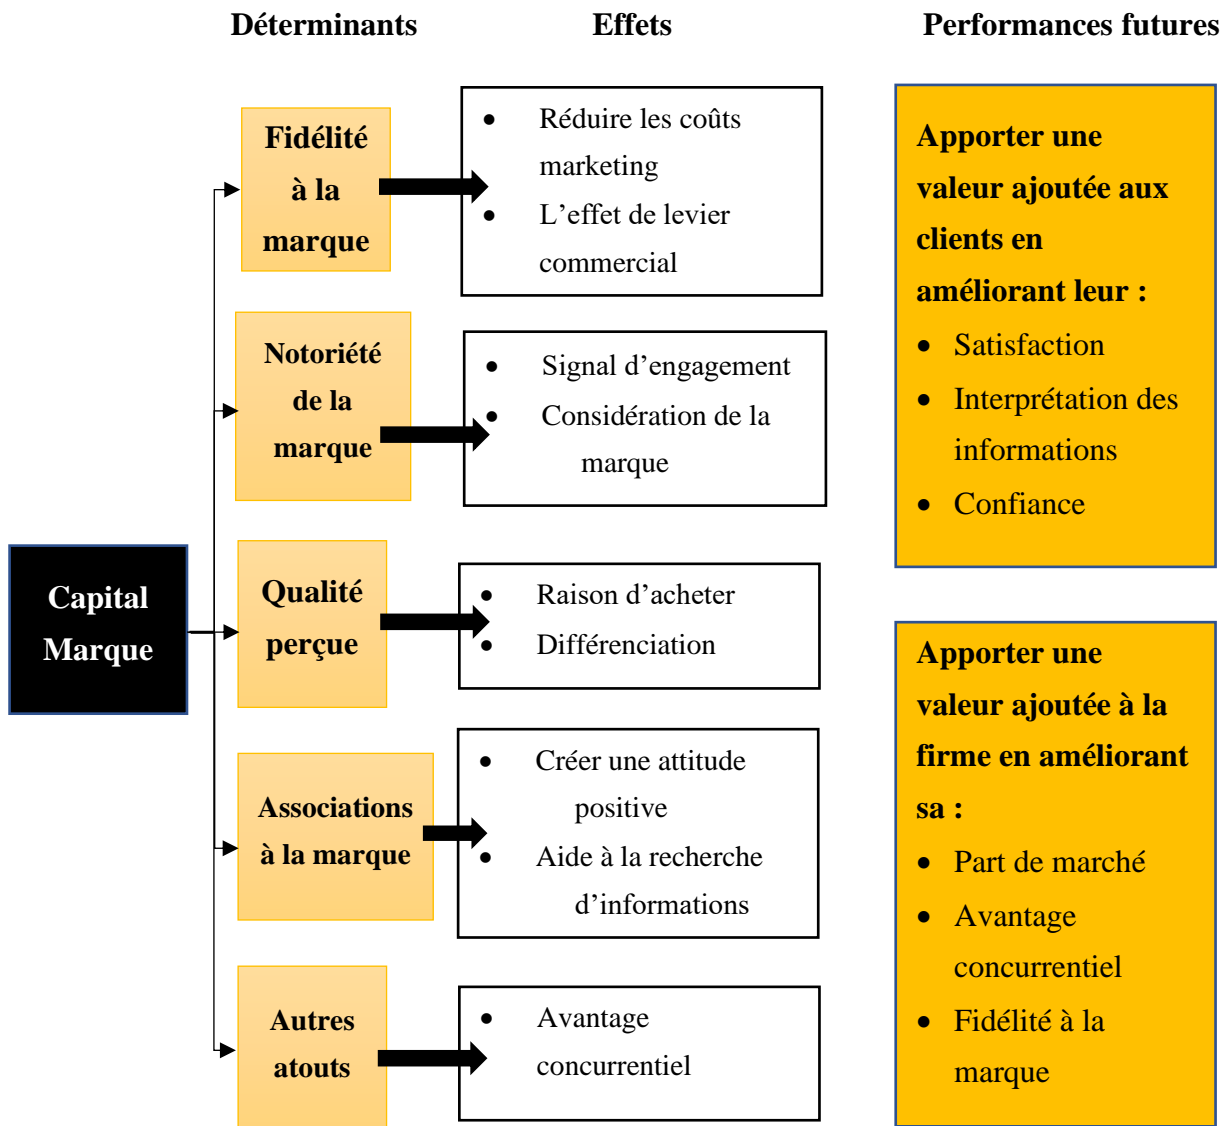 Déterminants
Effets
Performances futures
Capital
Marque
Fidélité
à la
marque
• Réduire les coûts
marketing
• L’effet de levier
commercial
Notoriété
de la
marque
• Signal d’engagement
• Considération de la
marque
Qualité
perçue
• Raison d’acheter
• Différenciation
Associations
à la marque
• Créer une attitude
positive
• Aide à la recherche
d’informations
Autres
atouts
• Avantage
concurrentiel
Apporter une
valeur ajoutée aux
clients en
améliorant leur :
• Satisfaction
• Interprétation des
informations
• Confiance
Apporter une
valeur ajoutée à la
firme en améliorant
sa :
• Part de marché
• Avantage
concurrentiel
• Fidélité à la
marque